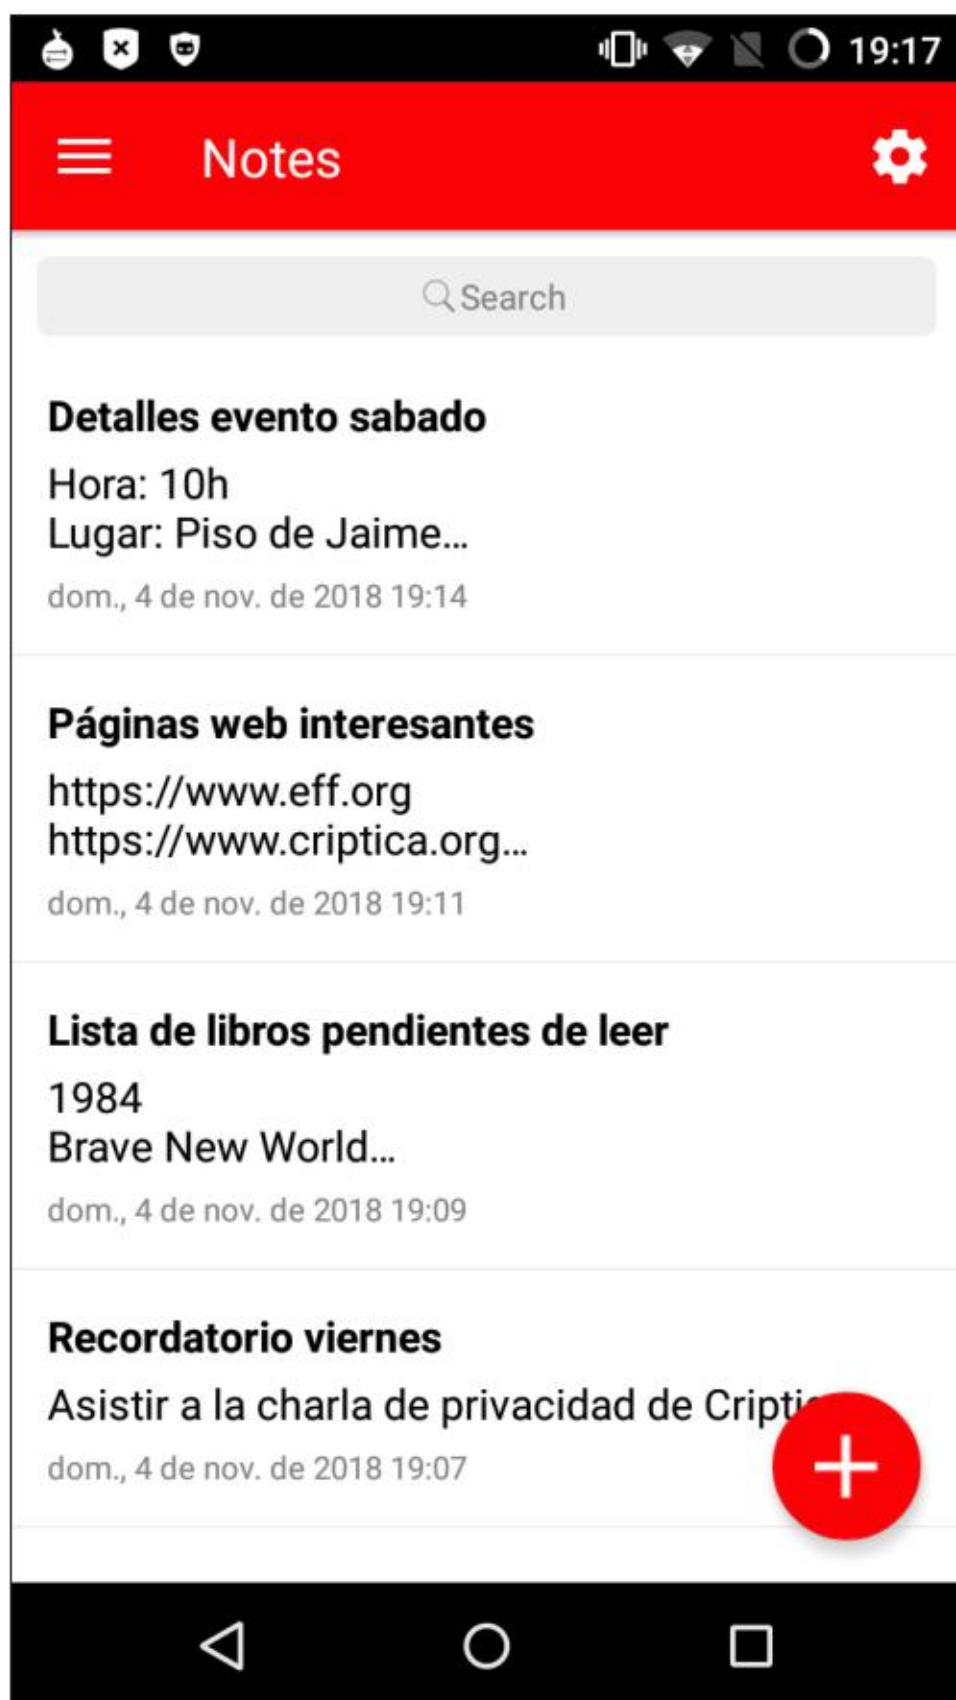 19:17
Notes
Search
Detalles evento sabado
Hora: 10h
Lugar: Piso de Jaime…
dom., 4 de nov. de 2018 19:14
Páginas web interesantes
https://www.eff.org
https://www.criptica.org…
dom., 4 de nov. de 2018 19:11
Lista de libros pendientes de leer
1984
Brave New World…
dom., 4 de nov. de 2018 19:09
Recordatorio viernes
Asistir a la charla de privacidad de
dom., 4 de nov. de 2018 19:07